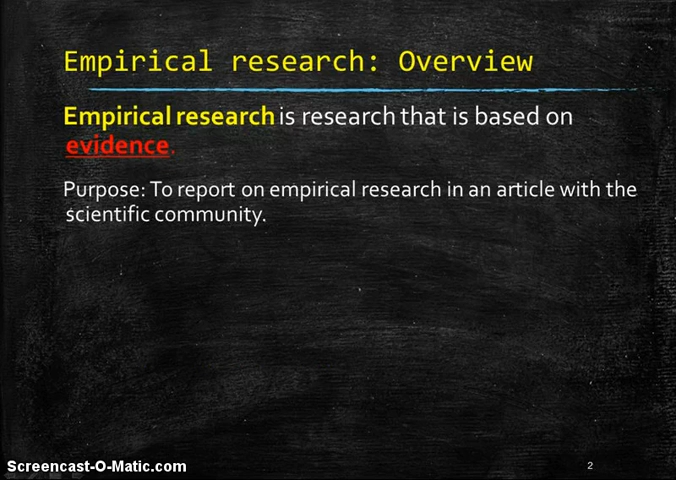 Empirical research: Overview
Empirical research is research that is based on
evidence.
Purpose: To report on empirical research in an article with the
scientific community.
Screencast-O-Matic.com
2